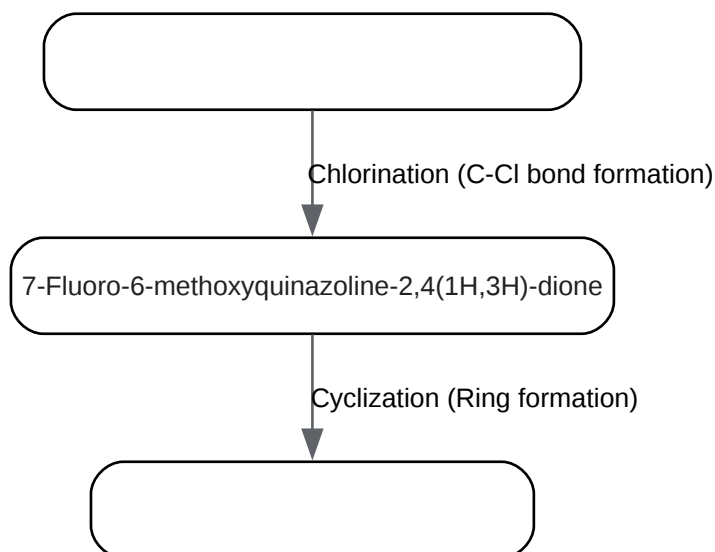 Chlorination (C-Cl bond formation)
7-Fluoro-6-methoxyquinazoline-2,4(1H,3H)-dione
Cyclization (Ring formation)